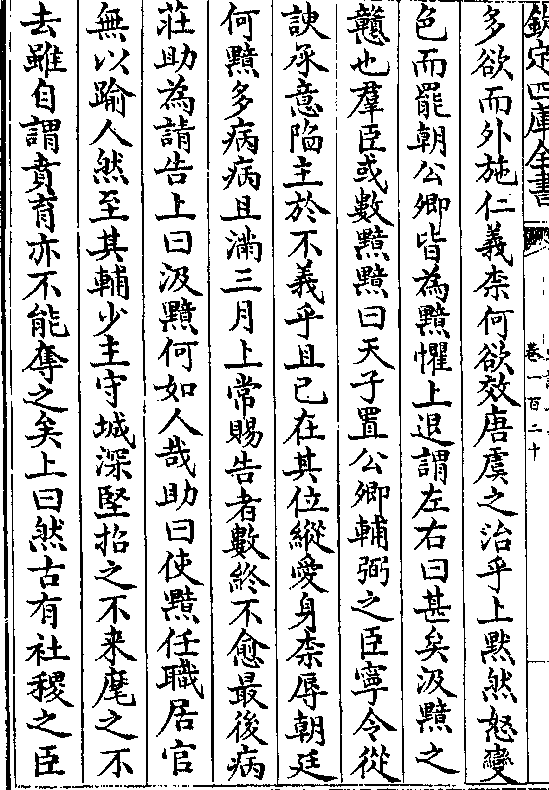 欽定四庫全書
卷一百二十
多欲而外施仁義柰何欲效唐虞之治乎上黙然怒變
色而罷朝公卿皆為黯懼上退謂左右曰甚矣汲黯之
戇也羣臣或數黯黯曰天子置公卿輔弼之臣寧令從
諛承意陷主於不義乎且已在其位縱愛身柰辱朝廷
何黯多病病且滿三月上常賜告者數終不愈最後病
莊助為請告上曰汲黯何如人哉助曰使黯任職居官
無以踰人然至其輔少主守城深堅招之不来麾之不
去雖自謂賁育亦不能奪之矣上曰然古有社稷之臣